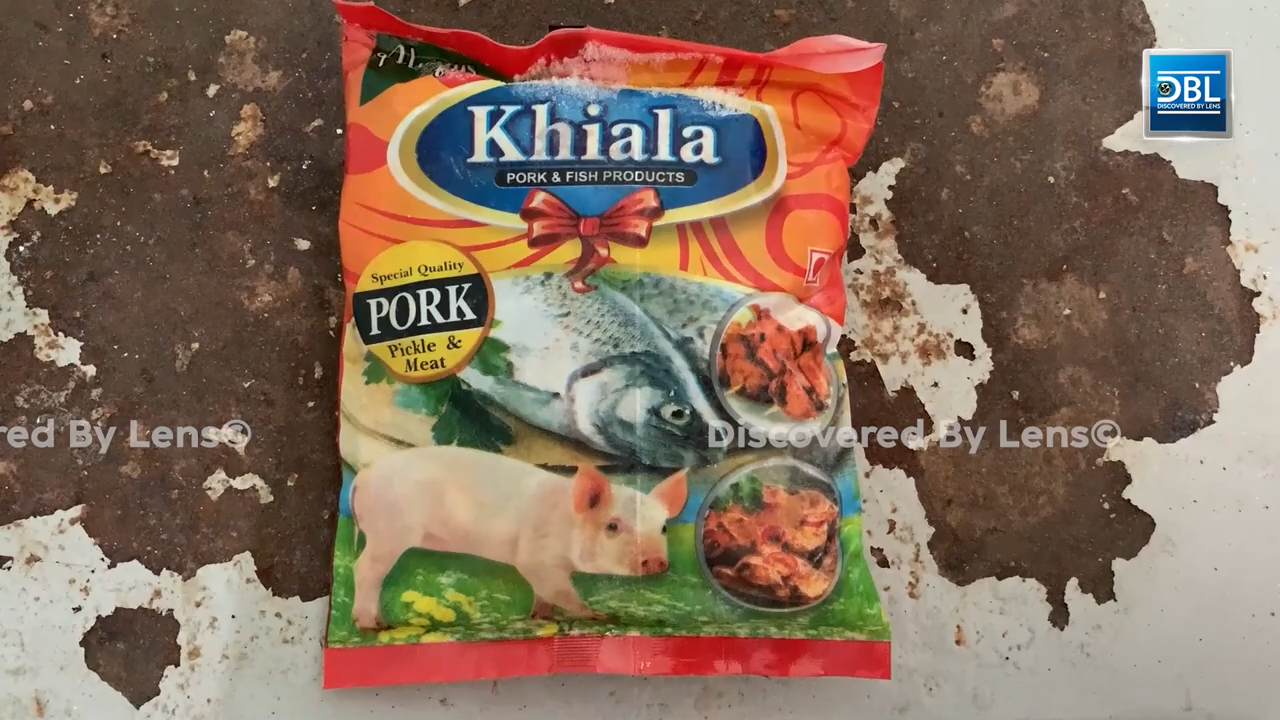 DBL
DISCOVERED BY LENS
Khiala
PORK & FISH PRODUCTS
Special Quality
PORK
Pickle &
Meat
red By Lens©
Discovered By Lens©